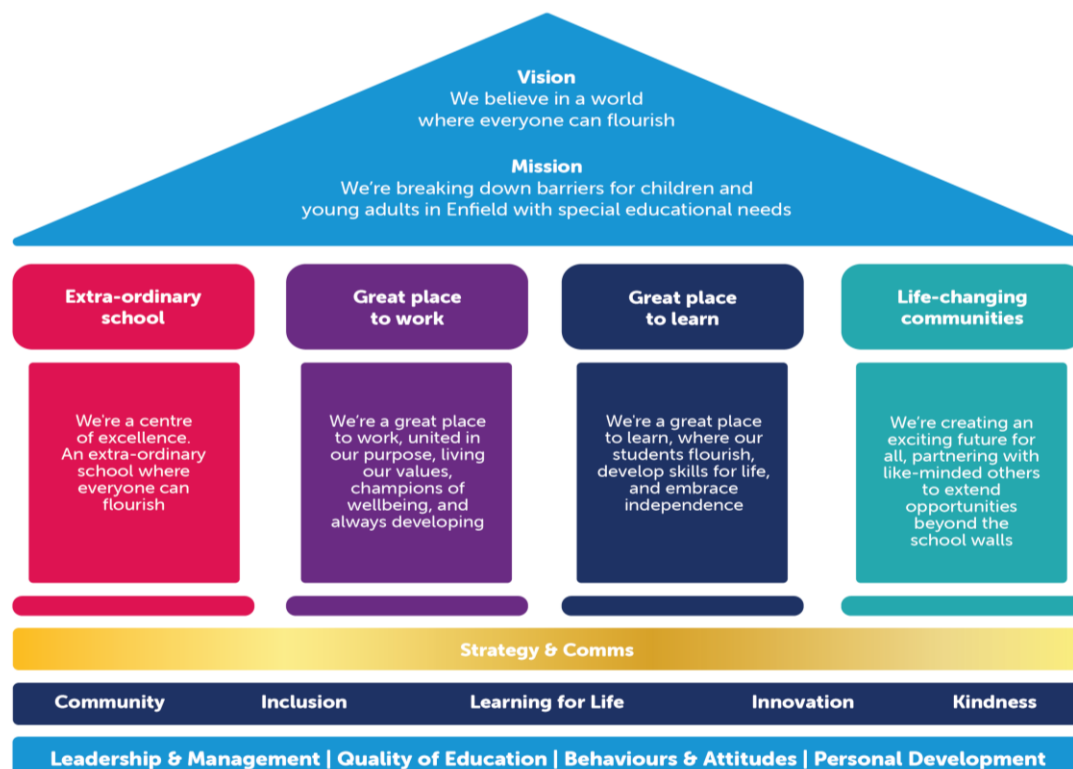 Vision
We believe in a world
where everyone can flourish
Mission
We’re breaking down barriers for children and
young adults in Enfield with special educational needs
Extra-ordinary
school
Great place
to work
Great place
to learn
Life-changing
communities
We're a centre
of excellence.
An extra-ordinary
school where
everyone can
flourish
We’re a great place
to work, united in
our purpose, living
our values,
champions of
wellbeing, and
always developing
We're a great place
to learn, where our
students flourish,
develop skills for life,
and embrace
independence
We’re creating an
exciting future for
all, partnering with
like-minded others
to extend
opportunities
beyond the
school walls
Strategy & Comms
Community Inclusion Learning for Life Innovation Kindness
Leadership & Management | Quality of Education | Behaviours & Attitudes | Personal Development